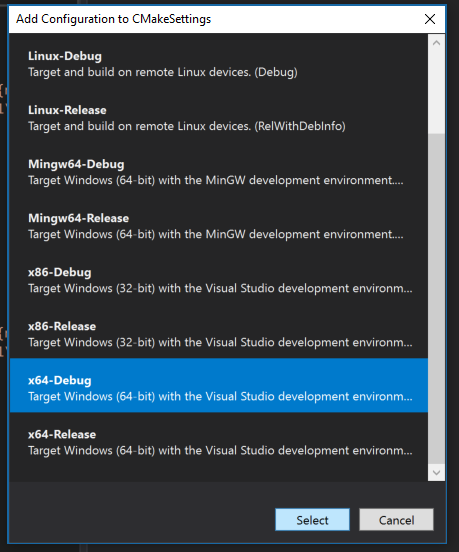 Add Configuration to CMakeSettings
Linux-Debug
Target and build on remote Linux devices. (Debug)
Linux-Release
Target and build on remote Linux devices. (RelWithDebInfo)
Mingw64-Debug
Target Windows (64-bit) with the MinGW development environment....
Mingw64-Release
Target Windows (64-bit) with the MinGW development environment....
x86-Debug
Target Windows (32-bit) with the Visual Studio development environm...
x86-Release
Target Windows (32-bit) with the Visual Studio development environm...
x64-Debug
Target Windows (64-bit) with the Visual Studio development environm...
x64-Release
Target Windows (64-bit) with the Visual Studio development environm...
Select
Cancel